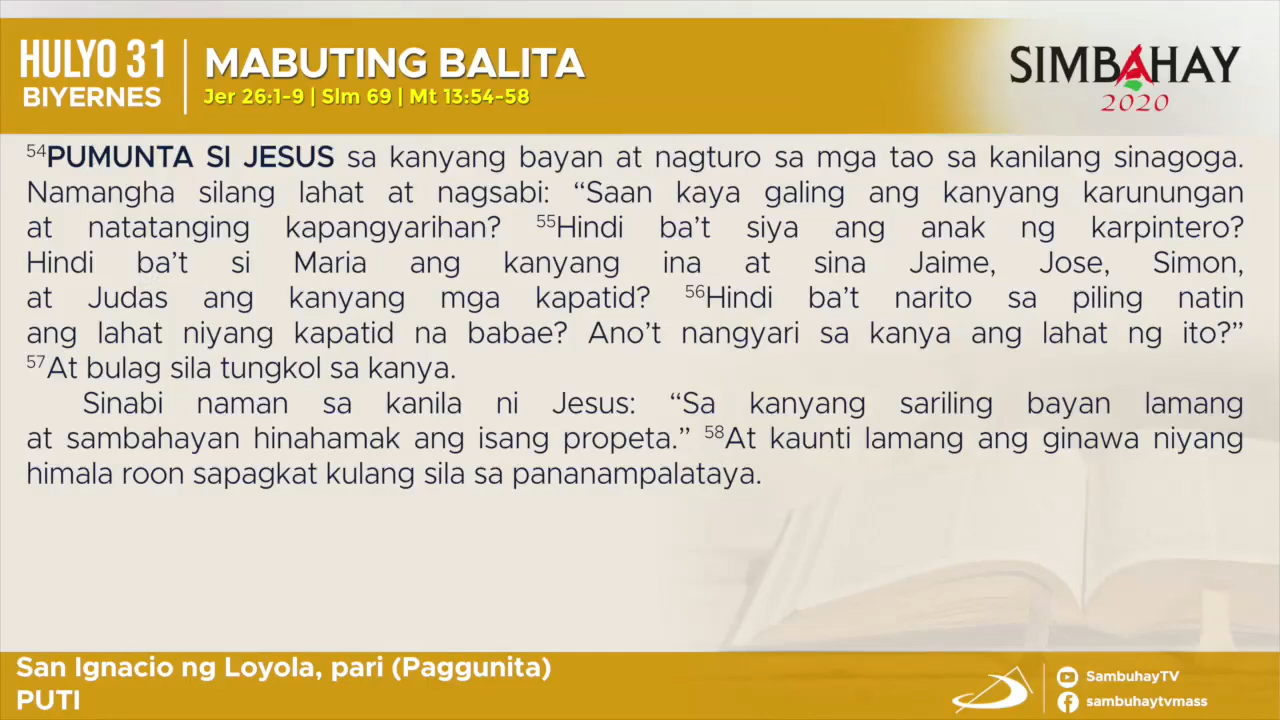 HULYO 31
BIYERNES
MABUTING BALITA
Jer 26:1-9 | Slm 69 | Mt 13:54-58
SIMBAHAY
2020
54PUMUNTA SI JESUS sa kanyang bayan at nagturo sa mga tao sa kanilang sinagoga.
Namangha silang lahat at nagsabi: “Saan kaya galing ang kanyang karunungan
at natatanging kapangyarihan? 55Hindi ba’t siya ang anak ng karpintero?
Hindi ba’t si Maria ang kanyang ina at sina Jaime, Jose, Simon,
at Judas ang kanyang mga kapatid? 56Hindi ba’t narito sa piling natin
ang lahat niyang kapatid na babae? Ano’t nangyari sa kanya ang lahat ng ito?”
57At bulag sila tungkol sa kanya.
Sinabi naman sa kanila ni Jesus: “Sa kanyang sariling bayan lamang
at sambahayan hinahamak ang isang propeta.” 58At kaunti lamang ang ginawa niyang
himala roon sapagkat kulang sila sa pananampalataya.
San Ignacio ng Loyola, pari (Paggunita)
PUTI
SambuhayTV
sambuhaytvmass